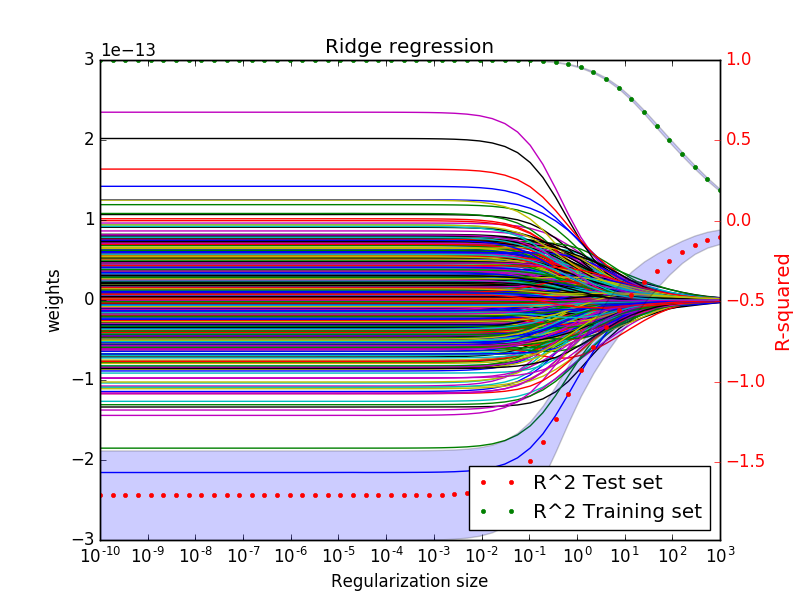 Ridge regression
1e−13
3
2
1
0
−1
−2
−3
weights
1.0
0.5
0.0
−0.5
−1.0
−1.5
R-squared
R^2 Test set
R^2 Training set
10^-10 10^-9 10^-8 10^-7 10^-6 10^-5 10^-4 10^-3 10^-2 10^-1 10^0 10^1 10^2 10^3
Regularization size